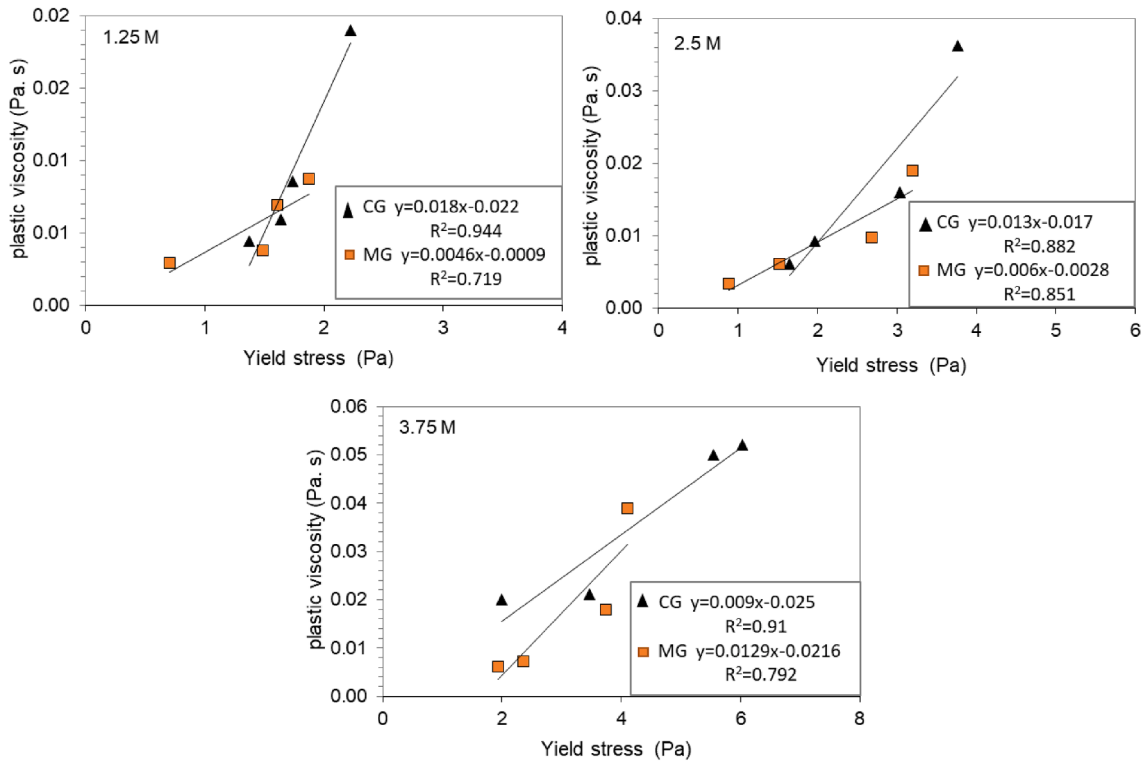 1.25 M
plastic viscosity (Pa. s)
0.02
0.02
0.01
0.01
0.00
0 1 2 3 4
Yield stress (Pa)
CG y=0.018x-0.022
R²=0.944
MG y=0.0046x-0.0009
R²=0.719
2.5 M
plastic viscosity (Pa. s)
0.04
0.03
0.02
0.01
0.00
0 1 2 3 4 5 6
Yield stress (Pa)
CG y=0.013x-0.017
R²=0.882
MG y=0.006x-0.0028
R²=0.851
3.75 M
plastic viscosity (Pa. s)
0.06
0.05
0.04
0.03
0.02
0.01
0.00
0 2 4 6 8
Yield stress (Pa)
CG y=0.009x-0.025
R²=0.91
MG y=0.0129x-0.0216
R²=0.792